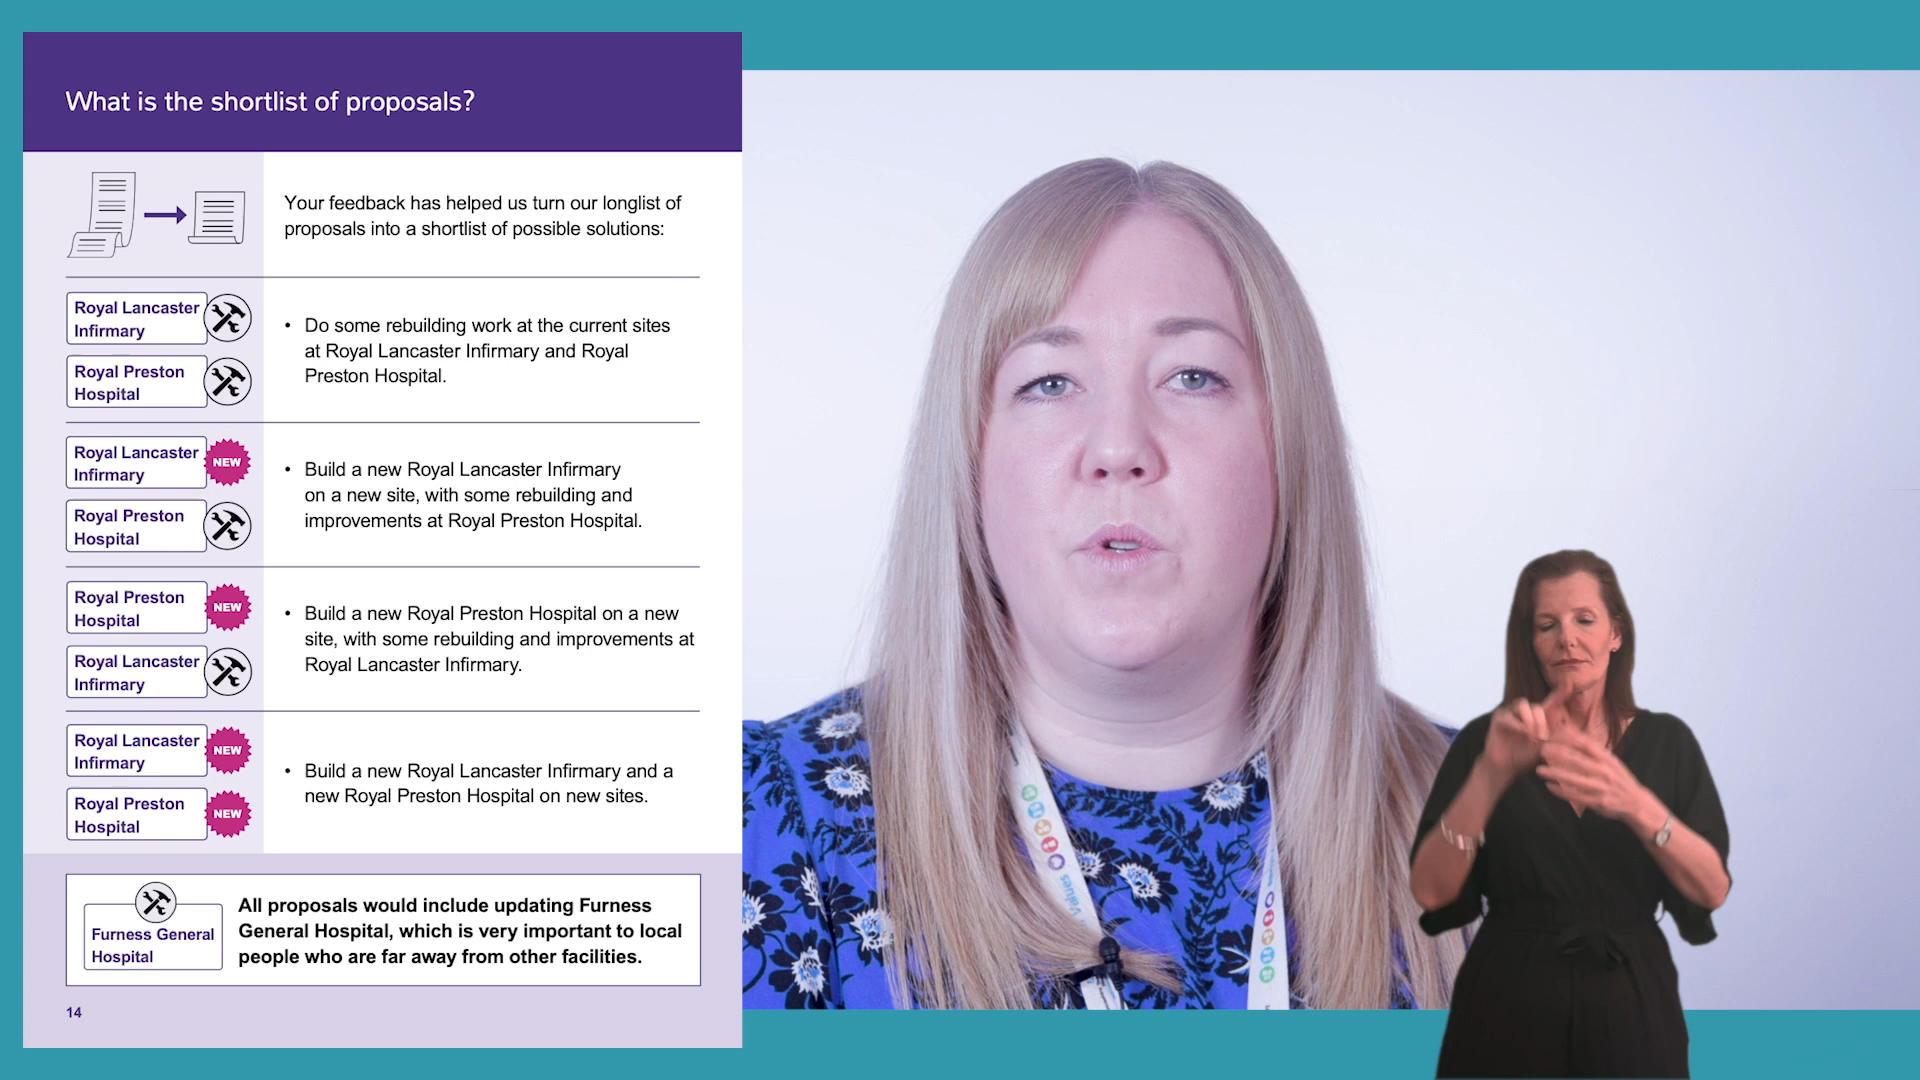 What is the shortlist of proposals?
Your feedback has helped us turn our longlist of
proposals into a shortlist of possible solutions:
Royal Lancaster
Infirmary
Royal Preston
Hospital
• Do some rebuilding work at the current sites
at Royal Lancaster Infirmary and Royal
Preston Hospital.
Royal Lancaster
Infirmary
NEW
Royal Preston
Hospital
• Build a new Royal Lancaster Infirmary
on a new site, with some rebuilding and
improvements at Royal Preston Hospital.
Royal Preston
Hospital
NEW
Royal Lancaster
Infirmary
• Build a new Royal Preston Hospital on a new
site, with some rebuilding and improvements at
Royal Lancaster Infirmary.
Royal Lancaster
Infirmary
NEW
Royal Preston
Hospital
NEW
• Build a new Royal Lancaster Infirmary and a
new Royal Preston Hospital on new sites.
Furness General
Hospital
All proposals would include updating Furness
General Hospital, which is very important to local
people who are far away from other facilities.
14
Values